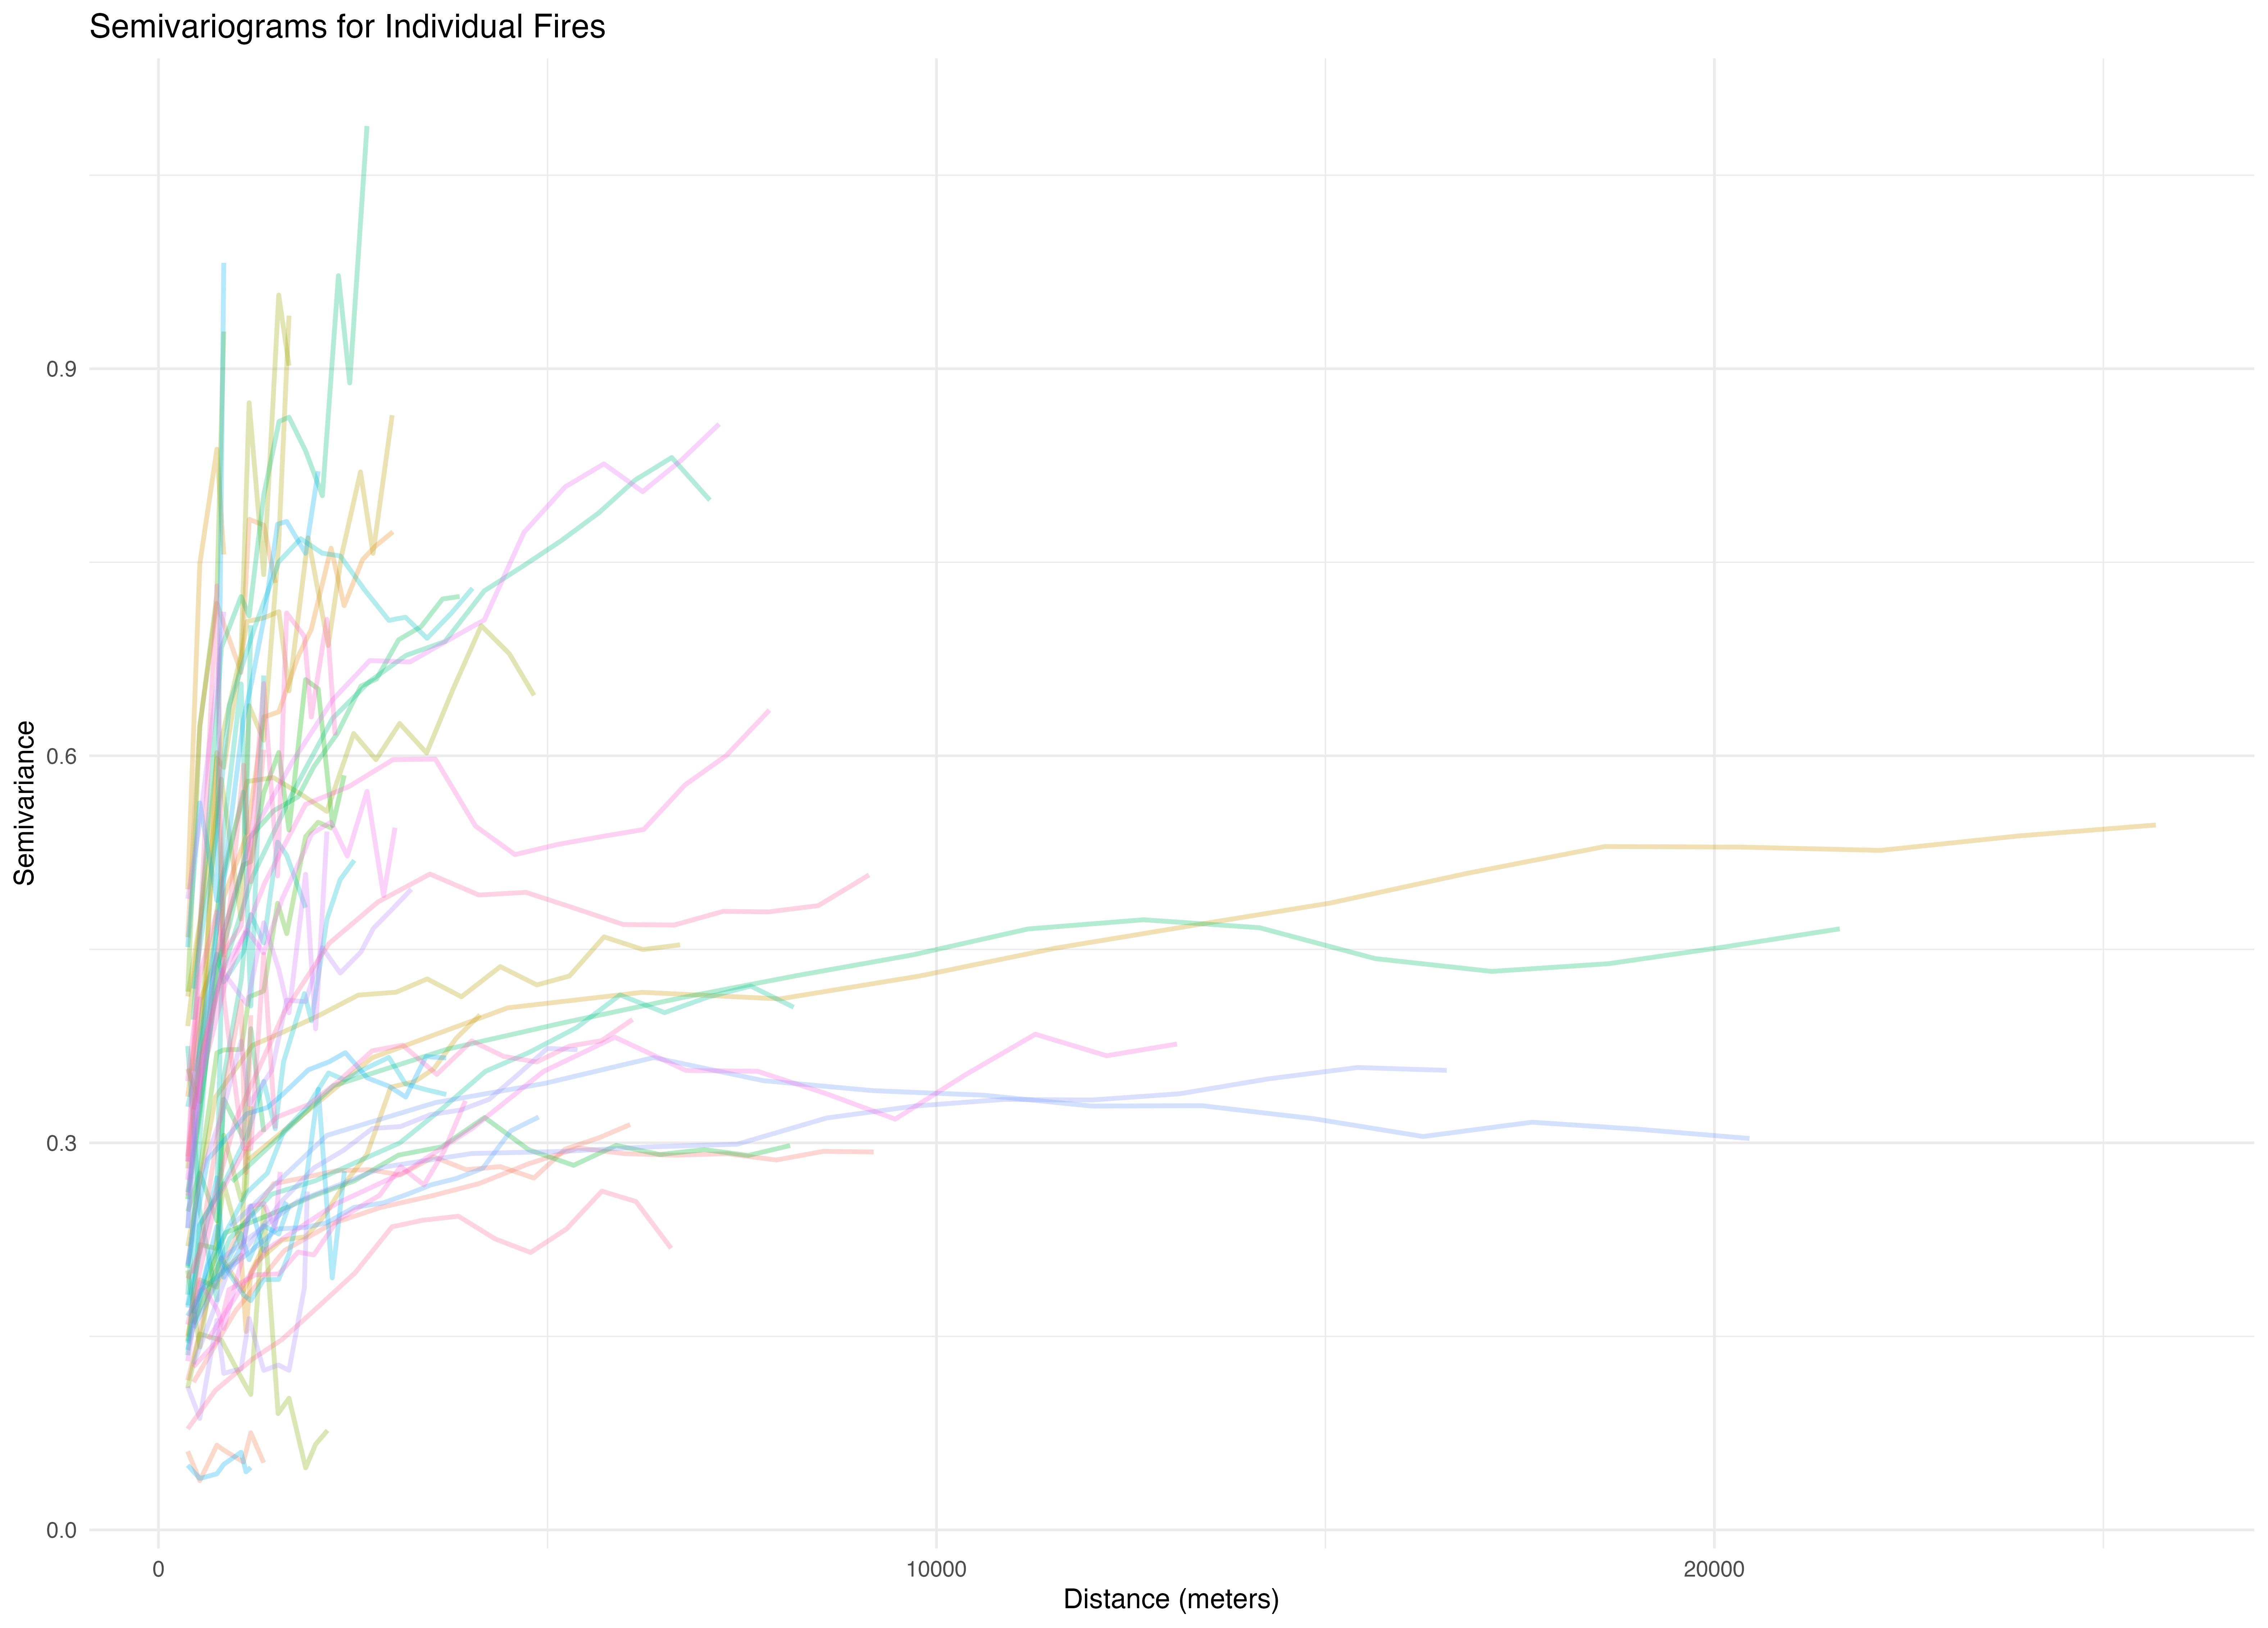 Semivariograms for Individual Fires
Semivariance
0.9
0.6
0.3
0.0
0
10000
20000
Distance (meters)